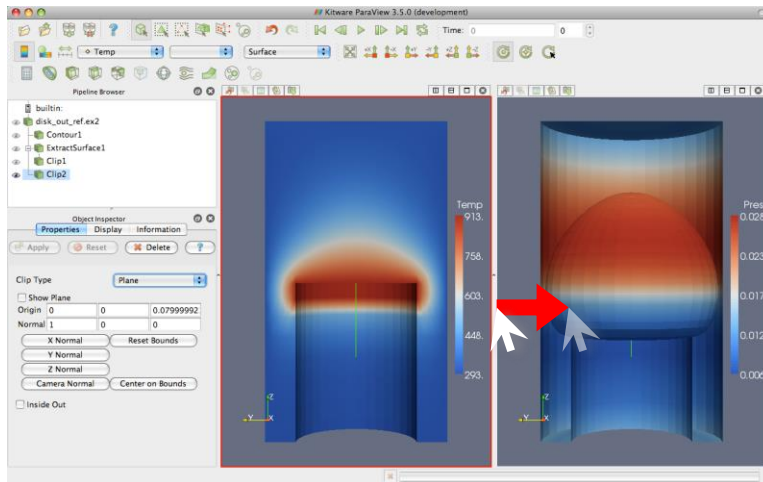 Kitware ParaView 3.5.0 (development)
Time: 0
0
Temp
Surface
Pipeline Browser
builtin:
disk_out_ref.ex2
Contour1
ExtractSurface1
Clip1
Clip2
Object Inspector
Properties Display Information
Apply Reset Delete ?
Clip Type Plane
Show Plane
Origin 0 0 0.07999992
Normal 1 0 0
X Normal Reset Bounds
Y Normal
Z Normal
Camera Normal Center on Bounds
Inside Out
Temp
913.
758.
603.
448.
293.
Z
Y X
Pres
0.028
0.023
0.017
0.012
0.006
Z
Y X